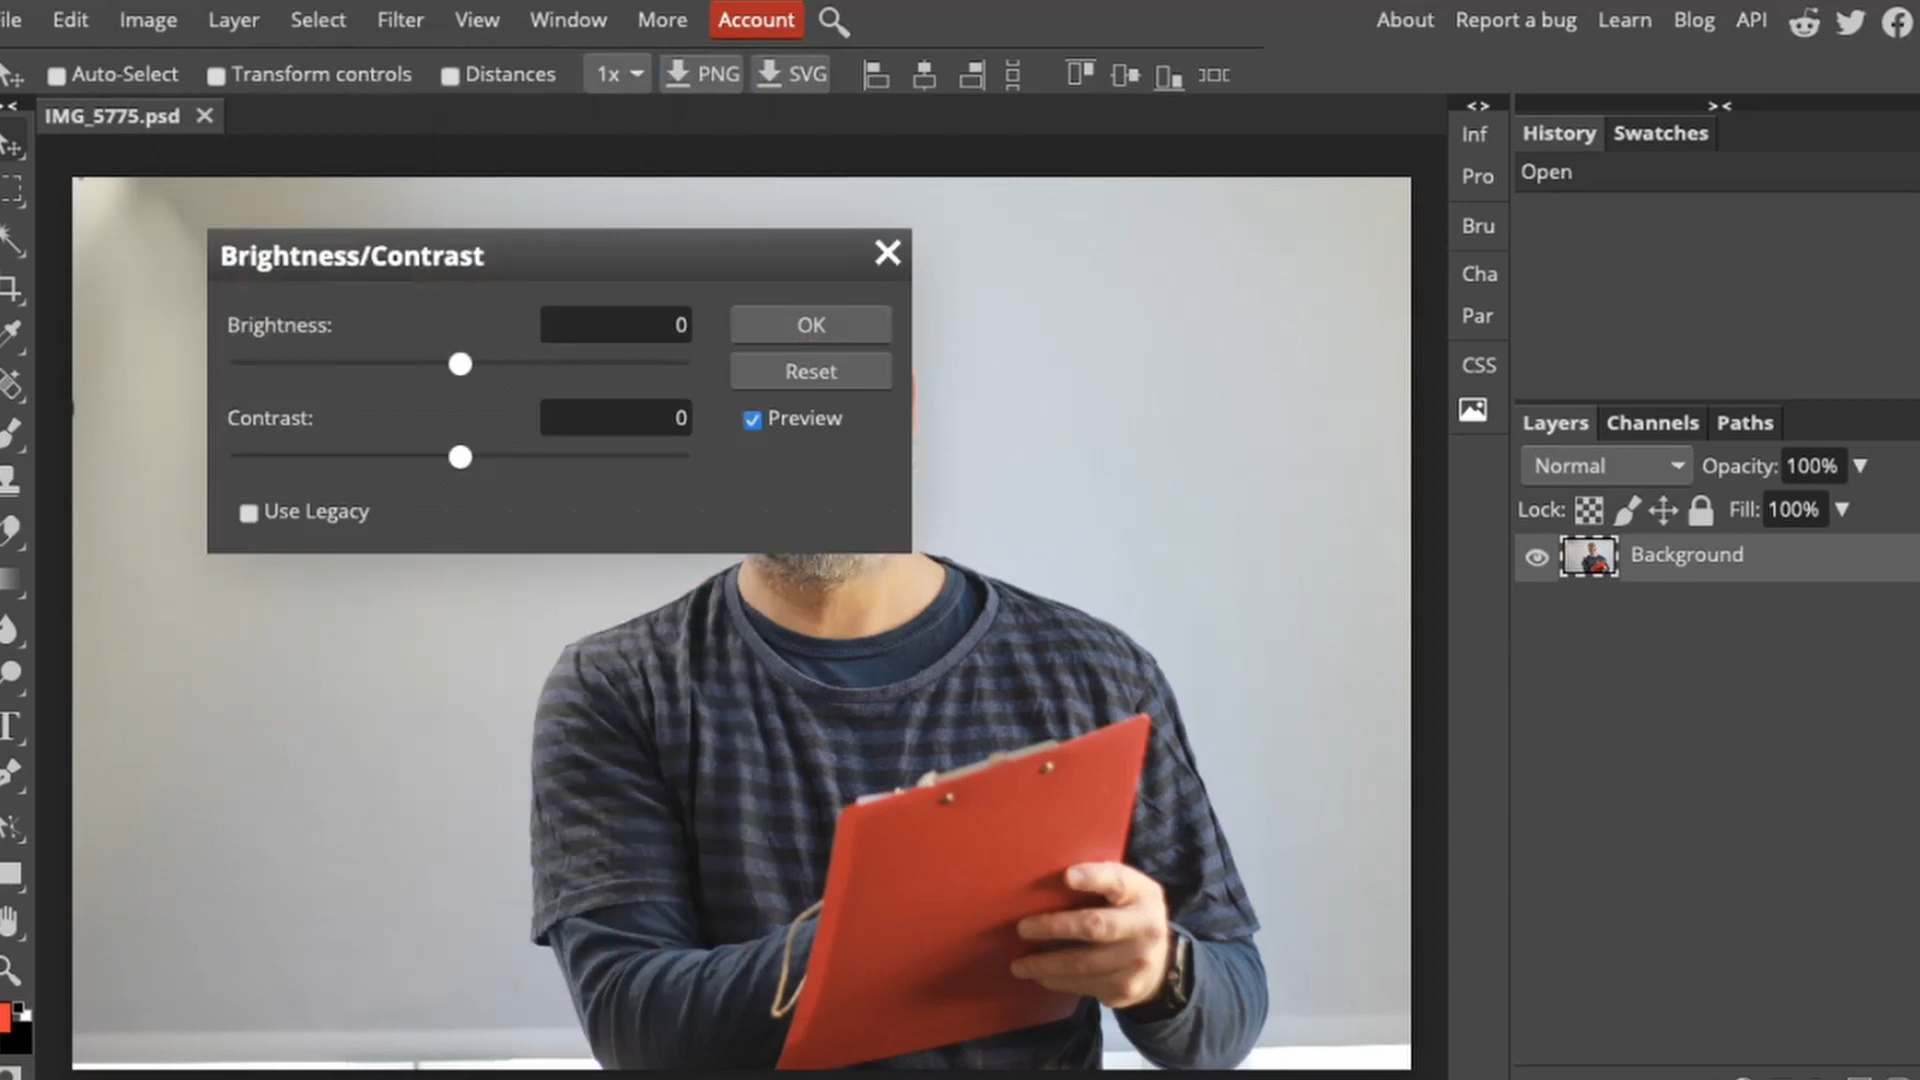 ile Edit Image Layer Select Filter View Window More Account About Report a bug Learn Blog API
Auto-Select Transform controls Distances 1x PNG SVG
IMG_5775.psd
Inf
Pro
Bru
Cha
Par
CSS
History Swatches
Open
Brightness/Contrast
Brightness: 0 OK
Reset
Contrast: 0 Preview
Use Legacy
Layers Channels Paths
Normal Opacity: 100%
Lock: Fill: 100%
Background